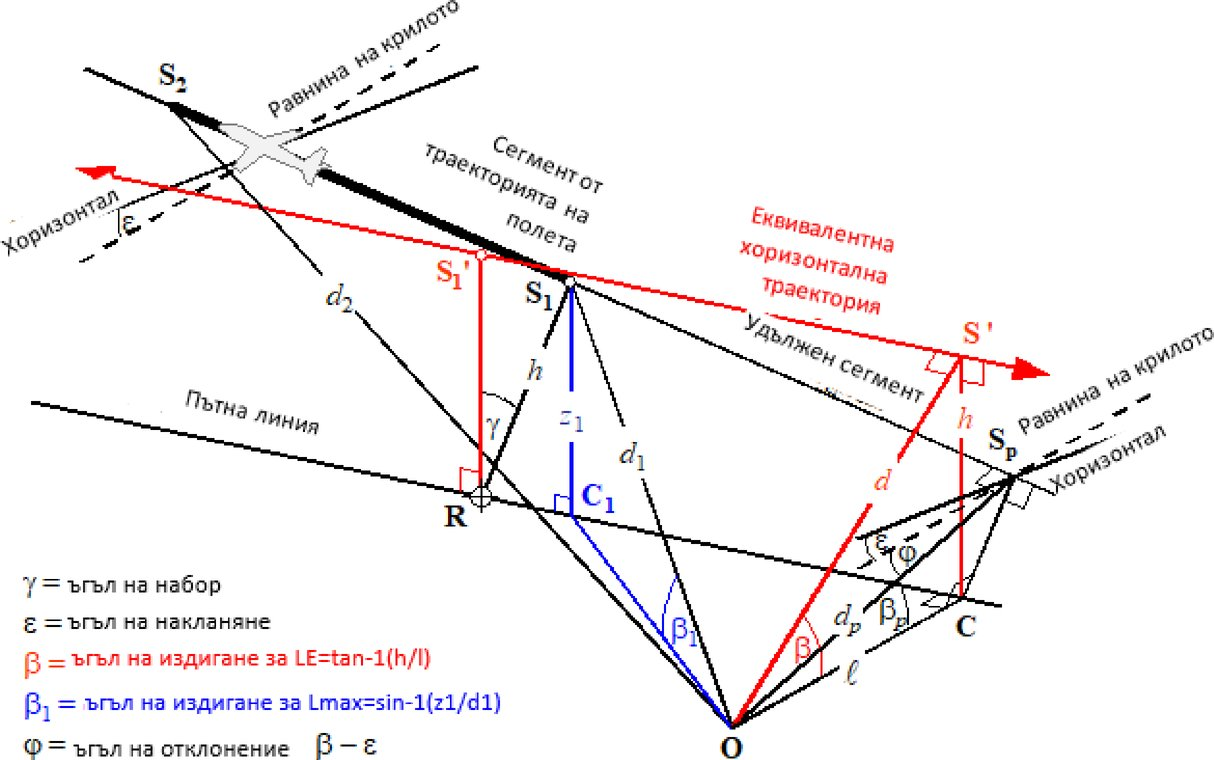 S₂
Равнина на крилото
Сегмент от
траекторията на
полета
Хоризонтал
ε
S₁'
S₁
d₂
Еквивалентна
хоризонтална
траектория
Удължен сегмент
S'
Равнина на крилото
h
γ
z₁
d₁
d
h
Sₚ
Хоризонтал
Пътна линия
R
C₁
ε
φ
β₁
β
dₚ
βₚ
ℓ
C
O
γ = ъгъл на набор
ε = ъгъл на накланяне
β = ъгъл на издигане за LE=tan-1(h/l)
β₁ = ъгъл на издигане за Lmax=sin-1(z1/d1)
φ = ъгъл на отклонение β – ε